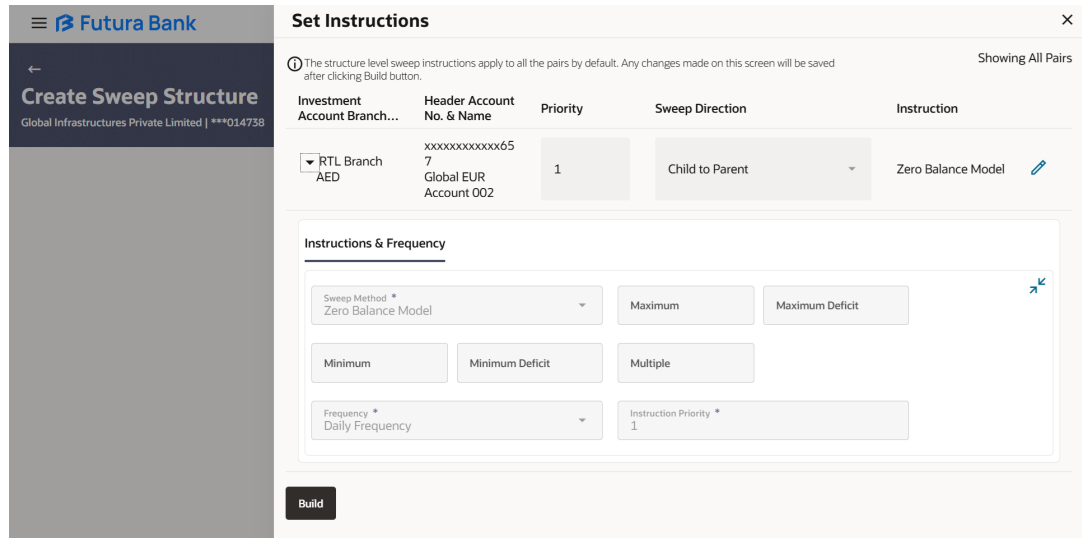 Futura Bank
Create Sweep Structure
Global Infrastructures Private Limited | ***014738
Set Instructions
The structure level sweep instructions apply to all the pairs by default. Any changes made on this screen will be saved
after clicking Build button.
Showing All Pairs
Investment
Account Branch...
Header Account
No. & Name
Priority
Sweep Direction
Instruction
RTL Branch
AED
xxxxxxxxxxxx65
7
Global EUR
Account 002
1
Child to Parent
Zero Balance Model
Instructions & Frequency
Sweep Method *
Zero Balance Model
Maximum
Maximum Deficit
Minimum
Minimum Deficit
Multiple
Frequency *
Daily Frequency
Instruction Priority *
1
Build